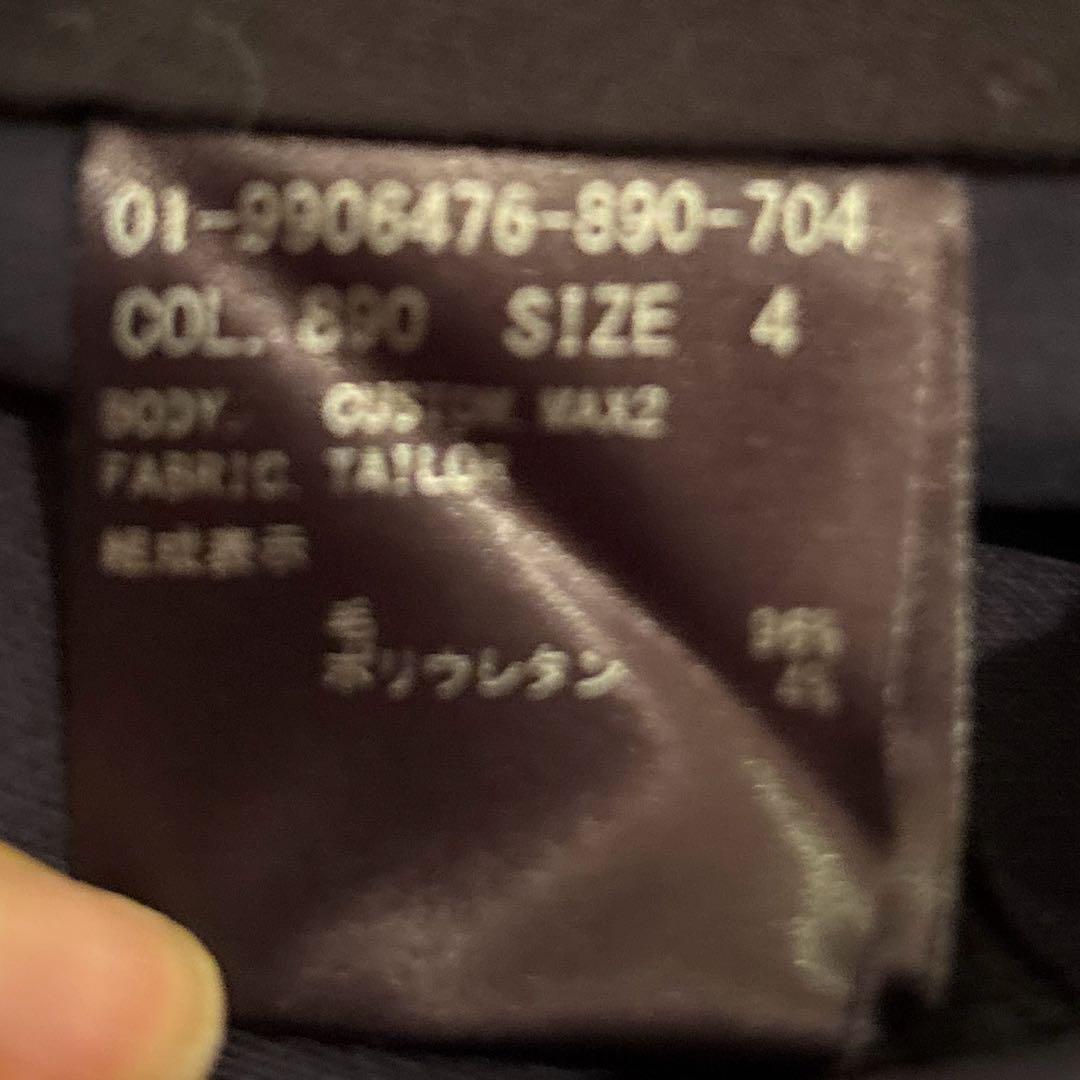 01-9906476-890-704
COL. 890 SIZE 4
BODY. CUSTOM MAX2
FABRIC. TAILOR
組成表示
毛 96%
ポリウレタン 4%